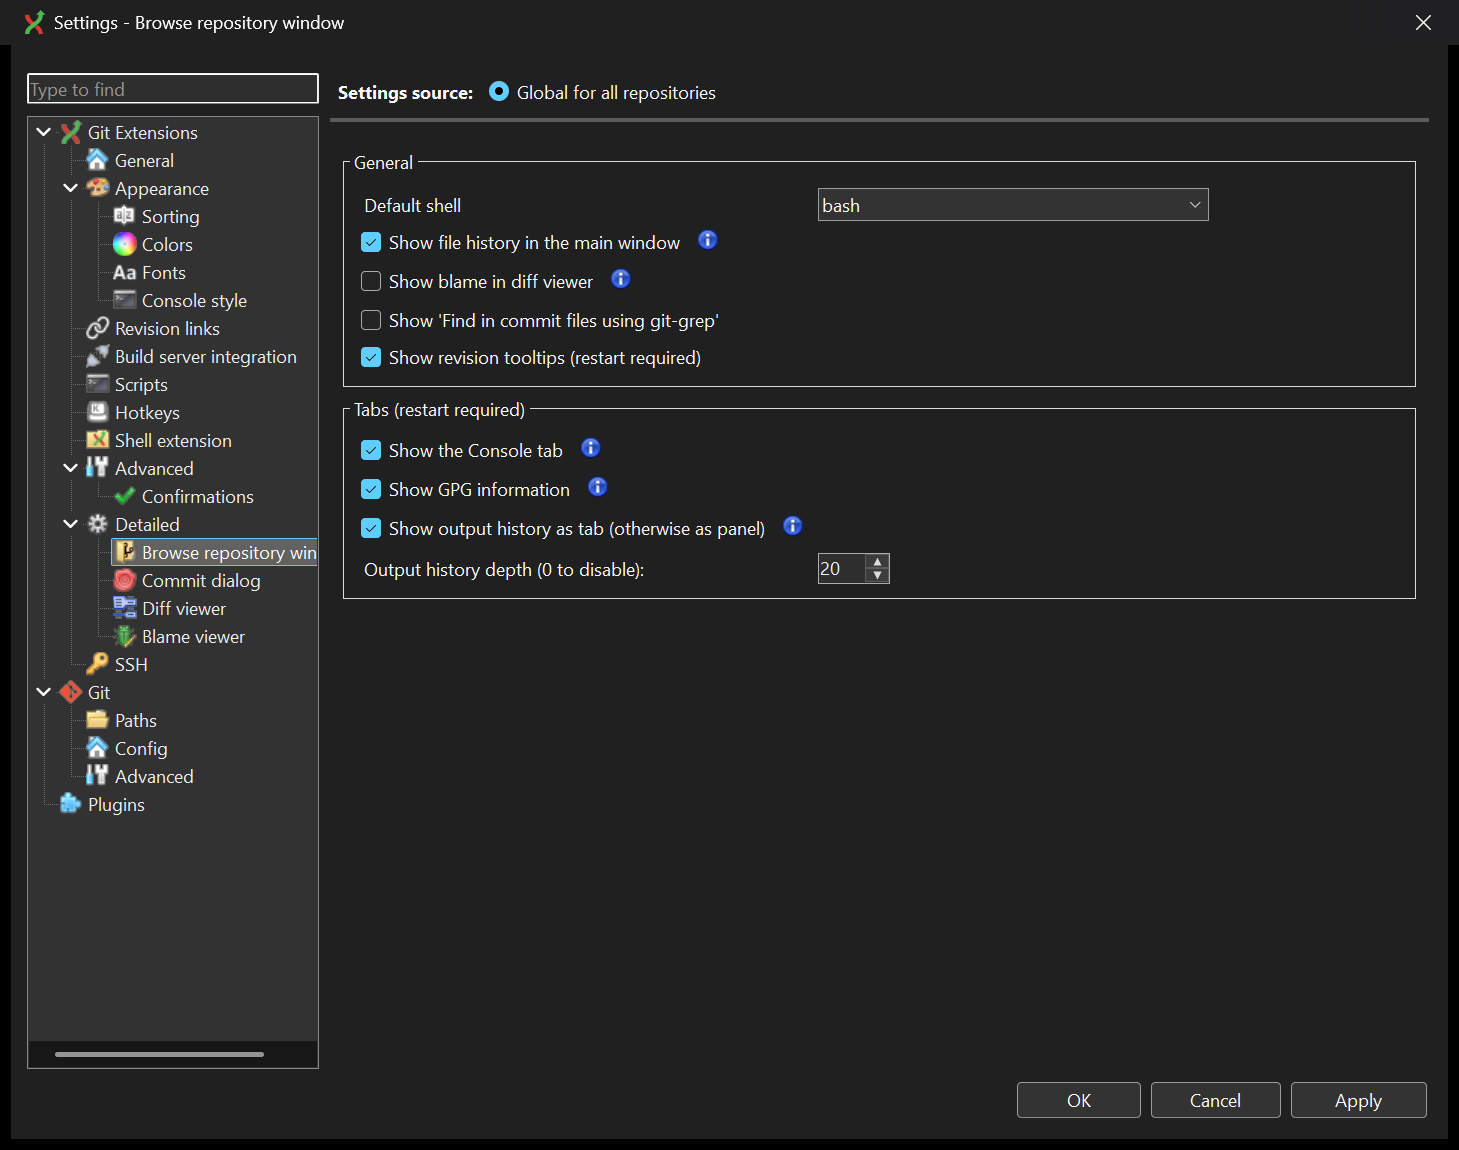 Settings - Browse repository window
Type to find
Git Extensions
General
Appearance
Sorting
Colors
Aa Fonts
Console style
Revision links
Build server integration
Scripts
Hotkeys
Shell extension
Advanced
Confirmations
Detailed
Browse repository win
Commit dialog
Diff viewer
Blame viewer
SSH
Git
Paths
Config
Advanced
Plugins
Settings source: Global for all repositories
General
Default shell bash
Show file history in the main window
Show blame in diff viewer
Show 'Find in commit files using git-grep'
Show revision tooltips (restart required)
Tabs (restart required)
Show the Console tab
Show GPG information
Show output history as tab (otherwise as panel)
Output history depth (0 to disable): 20
OK Cancel Apply